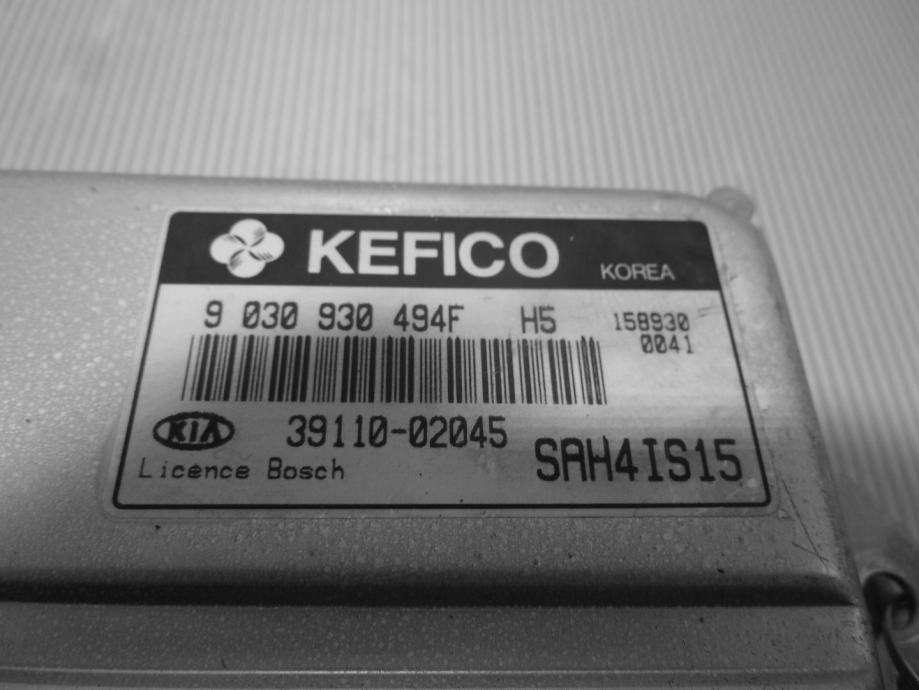 KEFICO KOREA
9 030 930 494F H5 158930
0041
KIA 39110-02045 SAH4IS15
Licence Bosch